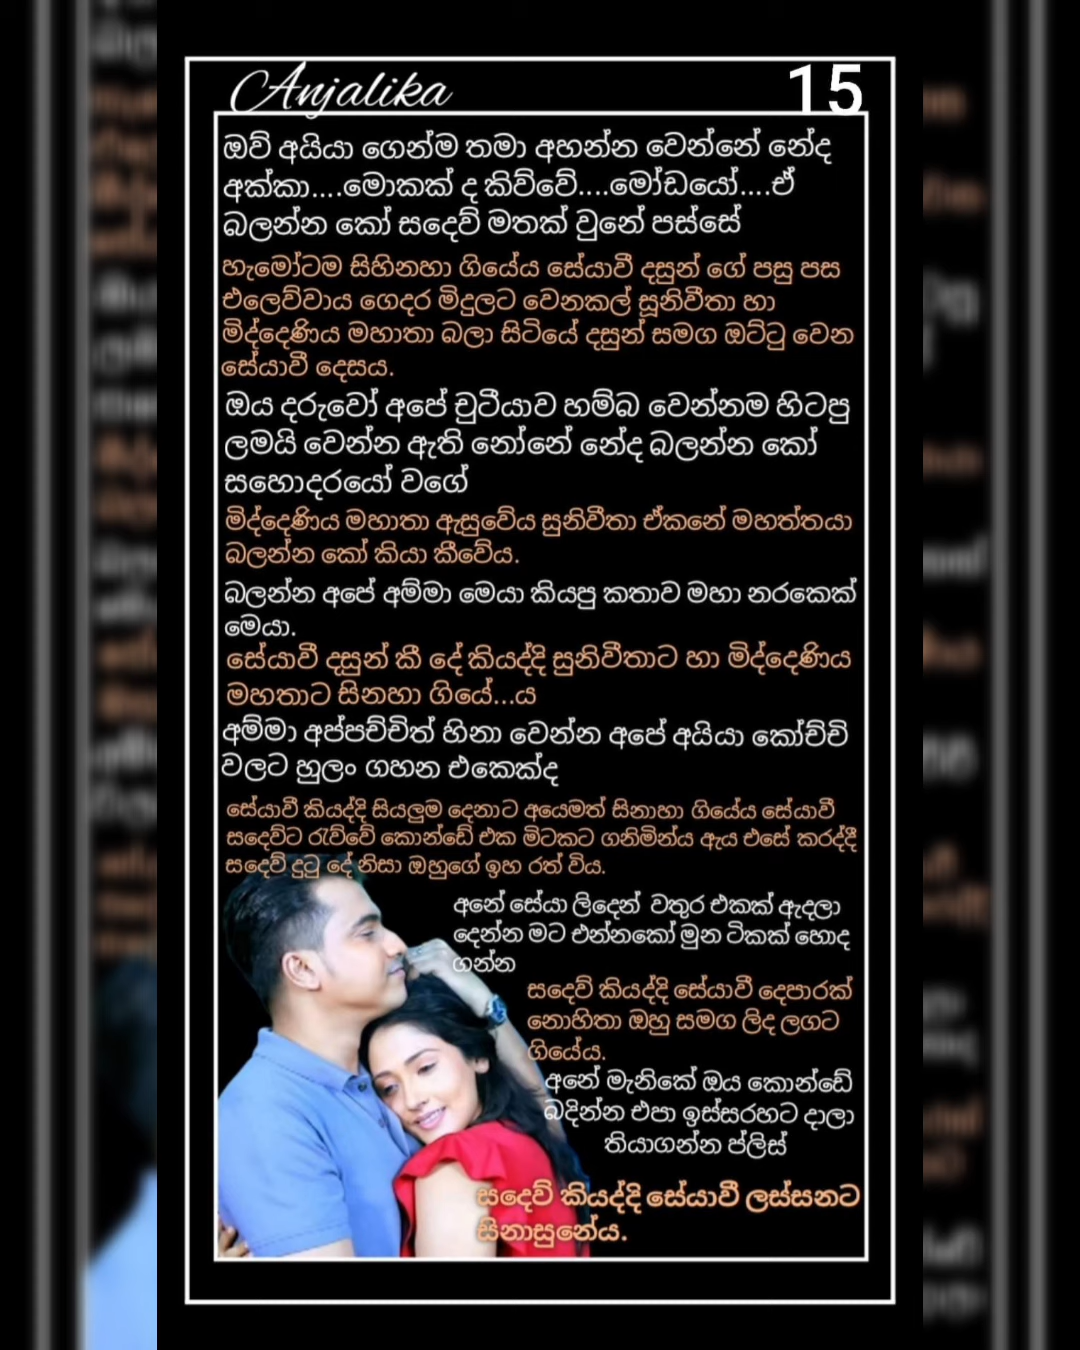 Anjalika
15
ඔව් අයියා ගෙන්ම තමා අහන්න වෙන්නේ නේද
අක්කා....මොකක් ද කිව්වේ....මෝඩයෝ....ඒ
බලන්න කෝ සදෙව් මතක් වුනේ පස්සේ
හැමෝටම සිහිනහා ගියේය සේයාවී දසුන් ගේ පසු පස
එලෙව්වාය ගෙදර මිදුලට වෙනකල් සූනිවීතා හා
මිද්දෙණිය මහාතා බලා සිටියේ දසුන් සමග ඔට්ටු වෙන
සේයාවී දෙසය.
ඔය දරුවෝ අපේ චුටීයාව හම්බ වෙන්නම හිටපු
ලමයි වෙන්න ඇති නෝනේ නේද බලන්න කෝ
සහොදරයෝ වගේ
මිද්දෙණිය මහාතා ඇසුවේය සුනිවීතා ඒකනේ මහත්තයා
බලන්න කෝ කියා කීවේය.
බලන්න අපේ අම්මා මෙයා කියපු කතාව මහා නරකෙක්
මෙයා.
සේයාවී දසුන් කී දේ කියද්දි සුනිවීතාට හා මිද්දෙණිය
මහතාට සිනහා ගියේ...ය
අම්මා අප්පච්චිත් හිනා වෙන්න අපේ අයියා කෝච්චි
වලට හුලං ගහන එකෙක්ද
සේයාවී කියද්දි සියලුම දෙනාට අයෙමත් සිනාහා ගියේය සේයාවී
සදෙව්ට රැව්වේ කොන්ඩේ එක මිටකට ගනිමින්ය ඇය එසේ කරද්දී
සදෙව් දුටු දේ නිසා ඔහුගේ ඉහ රත් විය.
අනේ සේයා ලිදෙන් වතුර එකක් ඇදලා
දෙන්න මට එන්නකෝ මුන ටිකක් හොද
ගන්න
සදෙව් කියද්දි සේයාවී දෙපාරක්
නොහිතා ඔහු සමග ලිද ලගට
ගියේය.
අනේ මැනිකේ ඔය කොන්ඩේ
බදින්න එපා ඉස්සරහට දාලා
තියාගන්න ප්ලිස්
සදෙව් කියද්දි සේයාවී ලස්සනට
සිනාසුනේය.